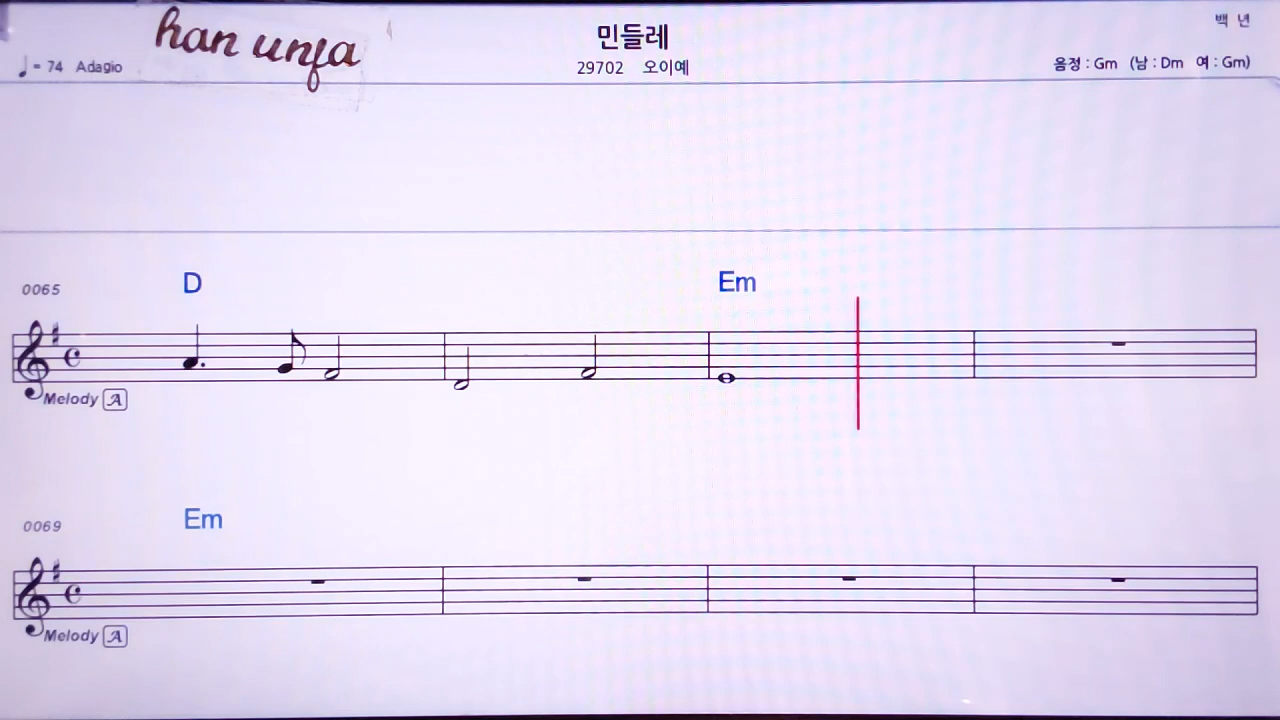 han unja
민들레
백 년
♩= 74 Adagio
29702 오이예
음정 : Gm (남 : Dm 여 : Gm)
0065
D
Em
Melody A
0069
Em
Melody A